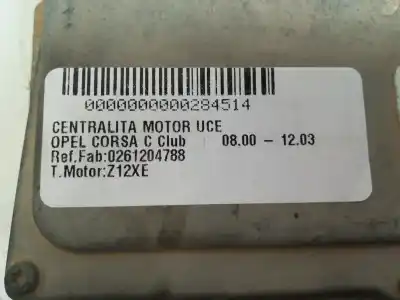 0000000000284514
CENTRALITA MOTOR UCE
OPEL CORSA C Club 08.00 - 12.03
Ref.Fab:0261204788
T.Motor:Z12XE